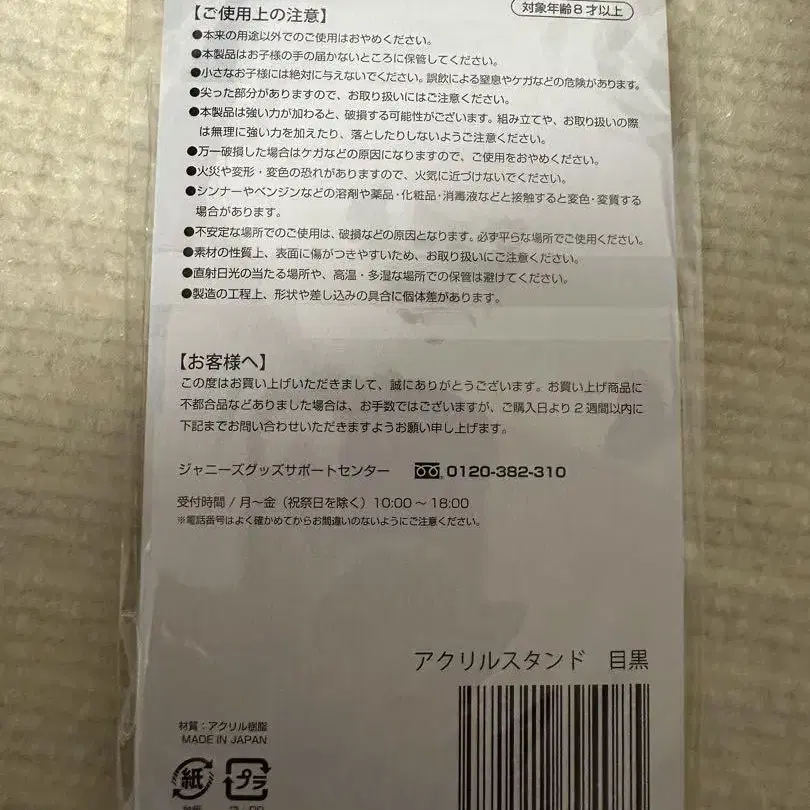 対象年齢8才以上
【ご使用上の注意】
●本来の用途以外でのご使用はおやめください。
●本製品はお子様の手の届かないところに保管してください。
●小さなお子様には絶対に与えないでください。誤飲による窒息やケガなどの危険があります。
●尖った部分がありますので、お取り扱いにはご注意ください。
●本製品は強い力が加わると、破損する可能性がございます。組み立てや、お取り扱いの際
は無理に強い力を加えたり、落としたりしないようご注意ください。
●万一破損した場合はケガなどの原因になりますので、ご使用をおやめください。
●火災や変形・変色の恐れがありますので、火気に近づけないでください。
●シンナーやベンジンなどの溶剤や薬品・化粧品・消毒液などと接触すると変色・変質する
場合があります。
●不安定な場所でのご使用は、破損などの原因となります。必ず平らな場所でご使用ください。
●素材の性質上、表面に傷がつきやすいため、お取り扱いにご注意ください。
●直射日光の当たる場所や、高温・多湿な場所での保管は避けてください。
●製造の工程上、形状や差し込みの具合に個体差があります。
【お客様へ】
この度はお買い上げいただきまして、誠にありがとうございます。お買い上げ商品に
不都合品などありました場合は、お手数ではございますが、ご購入日より2週間以内に
下記までお問い合わせいただきますようお願い申し上げます。
ジャニーズグッズサポートセンター 0120-382-310
受付時間 / 月〜金（祝祭日を除く）10:00 〜 18:00
※電話番号はよく確かめてからお間違いのないようにご注意ください。
アクリルスタンド 目黒
材質：アクリル樹脂
MADE IN JAPAN
紙 プラ